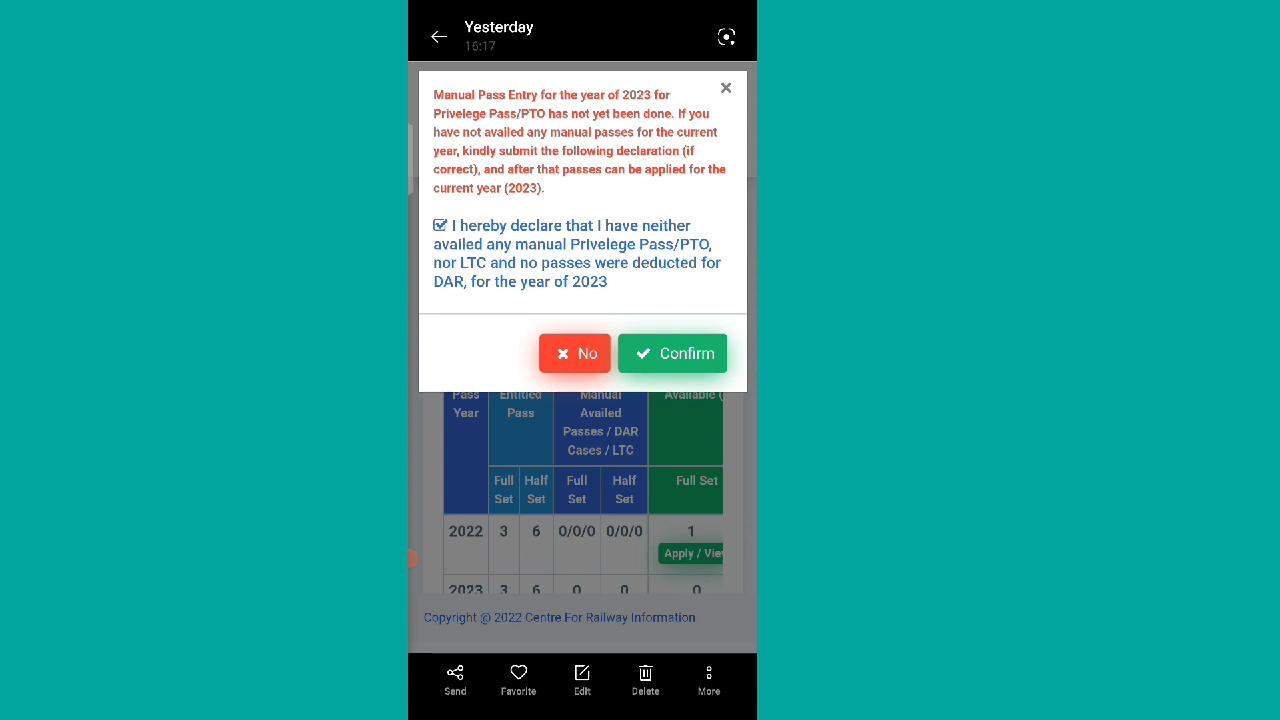 Yesterday
16:17
Manual Pass Entry for the year of 2023 for
Privelege Pass/PTO has not yet been done. If you
have not availed any manual passes for the current
year, kindly submit the following declaration (if
correct), and after that passes can be applied for the
current year (2023).
I hereby declare that I have neither
availed any manual Privelege Pass/PTO,
nor LTC and no passes were deducted for
DAR, for the year of 2023
No Confirm
Pass Entitled Manual Available (
Year Pass Availed
Passes / DAR
Cases / LTC
Full Half Full Half Full Set
Set Set Set Set
2022 3 6 0/0/0 0/0/0 1
Apply / Vie
2023 3 6 0 0 0
Copyright @ 2022 Centre For Railway Information
Send Favorite Edit Delete More